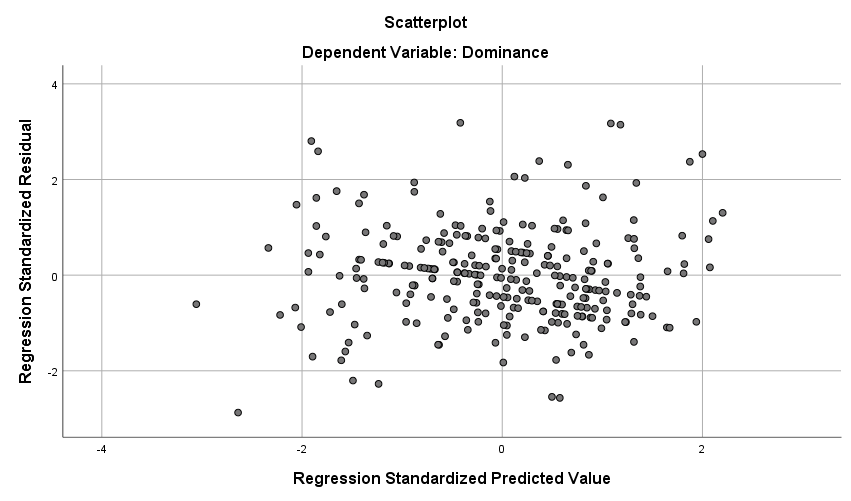 Scatterplot
Dependent Variable: Dominance
Regression Standardized Residual
4
2
0
-2
-4
-2
0
2
Regression Standardized Predicted Value